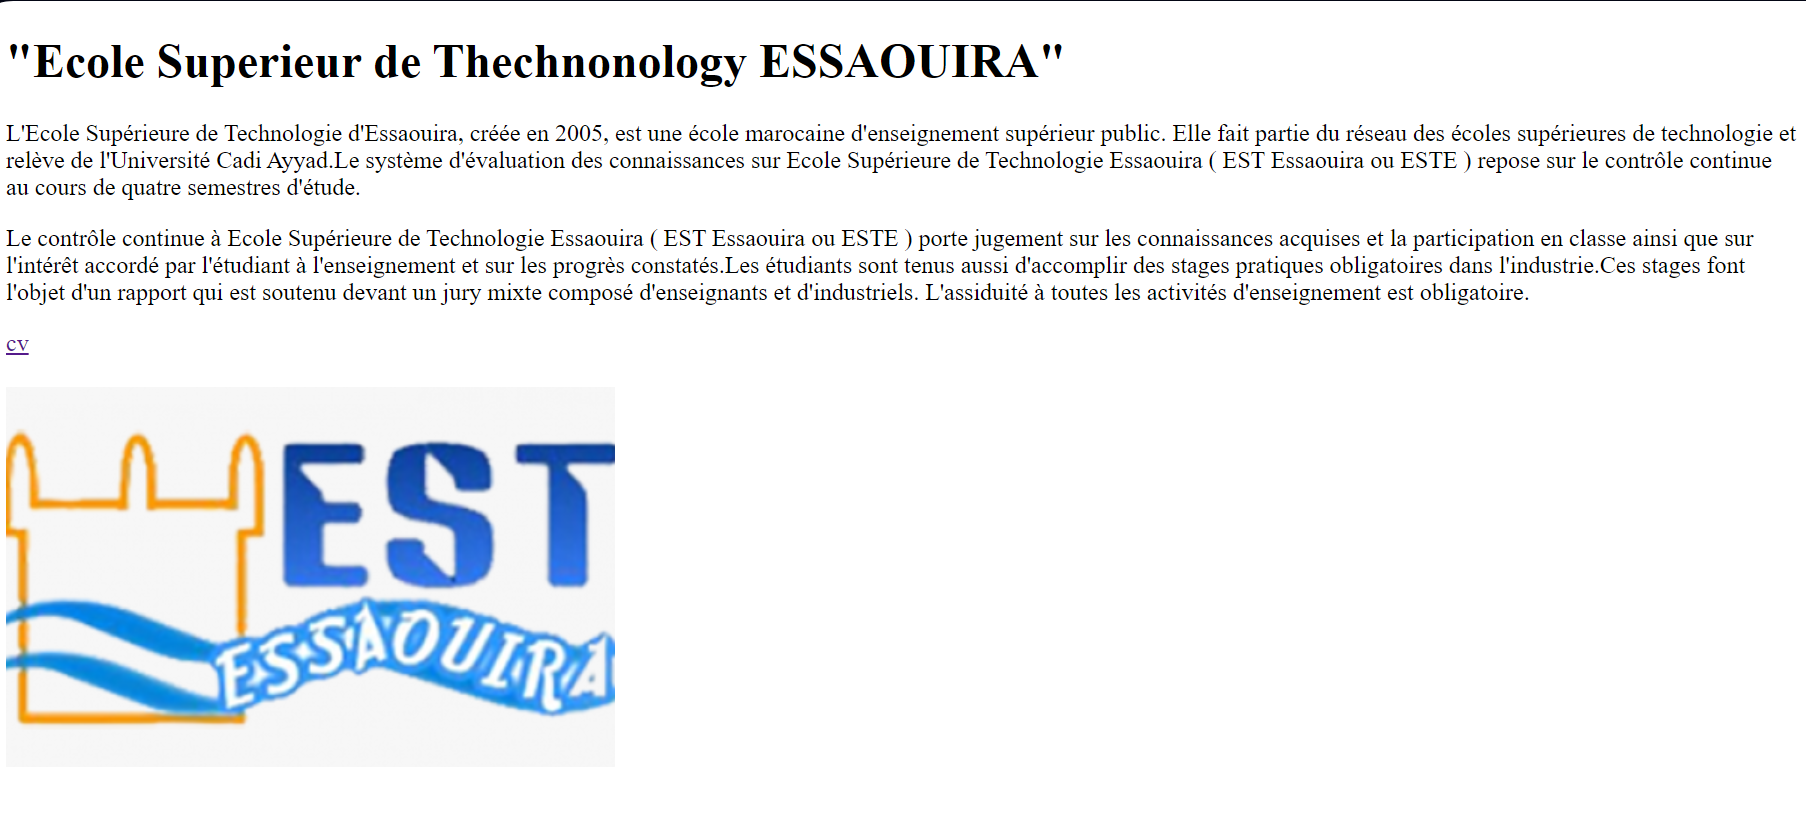 "Ecole Superieur de Thechnonology ESSAOUIRA"
L'Ecole Supérieure de Technologie d'Essaouira, créée en 2005, est une école marocaine d'enseignement supérieur public. Elle fait partie du réseau des écoles supérieures de technologie et
relève de l'Université Cadi Ayyad.Le système d'évaluation des connaissances sur Ecole Supérieure de Technologie Essaouira ( EST Essaouira ou ESTE ) repose sur le contrôle continue
au cours de quatre semestres d'étude.
Le contrôle continue à Ecole Supérieure de Technologie Essaouira ( EST Essaouira ou ESTE ) porte jugement sur les connaissances acquises et la participation en classe ainsi que sur
l'intérêt accordé par l'étudiant à l'enseignement et sur les progrès constatés.Les étudiants sont tenus aussi d'accomplir des stages pratiques obligatoires dans l'industrie.Ces stages font
l'objet d'un rapport qui est soutenu devant un jury mixte composé d'enseignants et d'industriels. L'assiduité à toutes les activités d'enseignement est obligatoire.
cv
EST
ESSAOUIRA